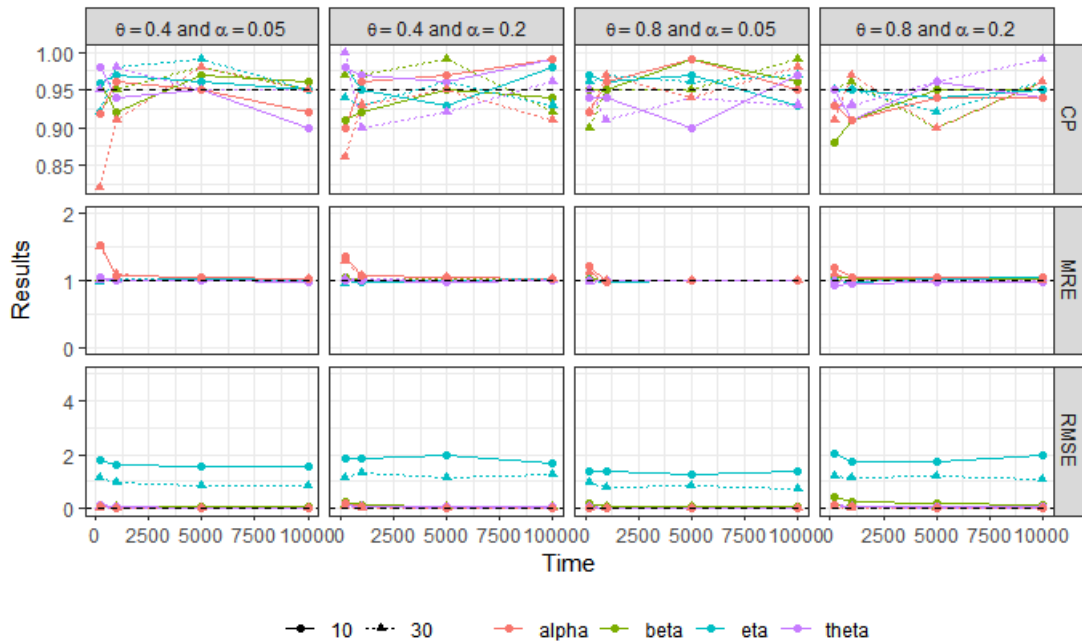 θ = 0.4 and α = 0.05 θ = 0.4 and α = 0.2 θ = 0.8 and α = 0.05 θ = 0.8 and α = 0.2
1.00
0.95
0.90
0.85
CP
2
1
0
MRE
Results
4
2
0
RMSE
0 2500 5000 7500 10000 2500 5000 7500 10000 2500 5000 7500 10000 2500 5000 7500 10000
Time
10 30 alpha beta eta theta